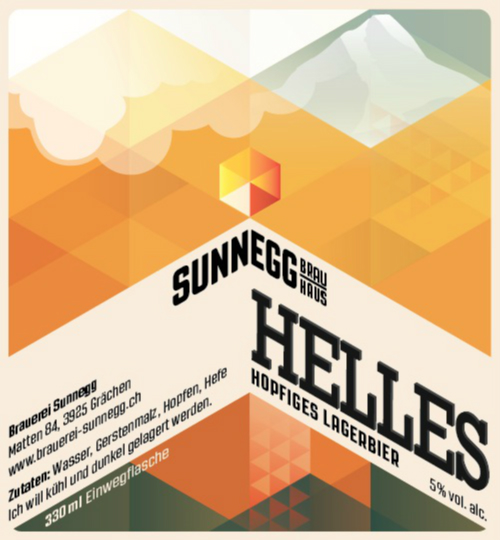 SUNNEGG BRAU HAUS
HELLES
HOPFIGES LAGERBIER
5% vol. alc.
Brauerei Sunnegg
Matten 84, 3925 Grächen
www.brauerei-sunnegg.ch
Zutaten: Wasser, Gerstenmalz, Hopfen, Hefe
Ich will kühl und dunkel gelagert werden.
330 ml Einwegflasche